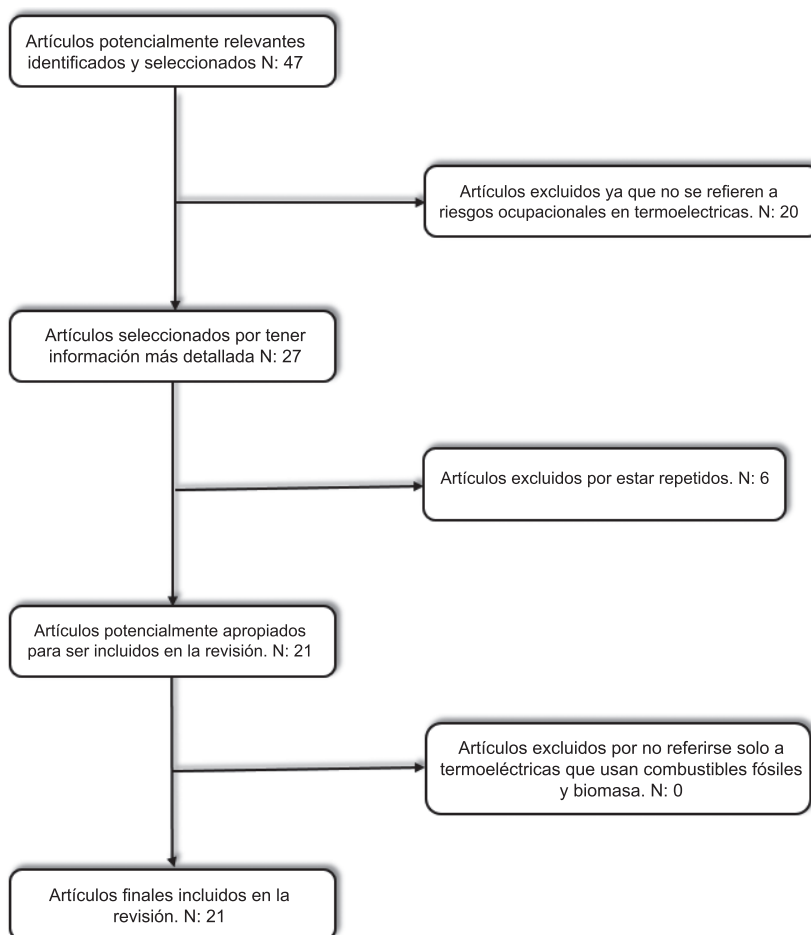 Artículos potencialmente relevantes
identificados y seleccionados N: 47
Artículos excluidos ya que no se refieren a
riesgos ocupacionales en termoelectricas. N: 20
Artículos seleccionados por tener
información más detallada N: 27
Artículos excluidos por estar repetidos. N: 6
Artículos potencialmente apropiados
para ser incluidos en la revisión. N: 21
Artículos excluidos por no referirse solo a
termoeléctricas que usan combustibles fósiles
y biomasa. N: 0
Artículos finales incluidos en la
revisión. N: 21